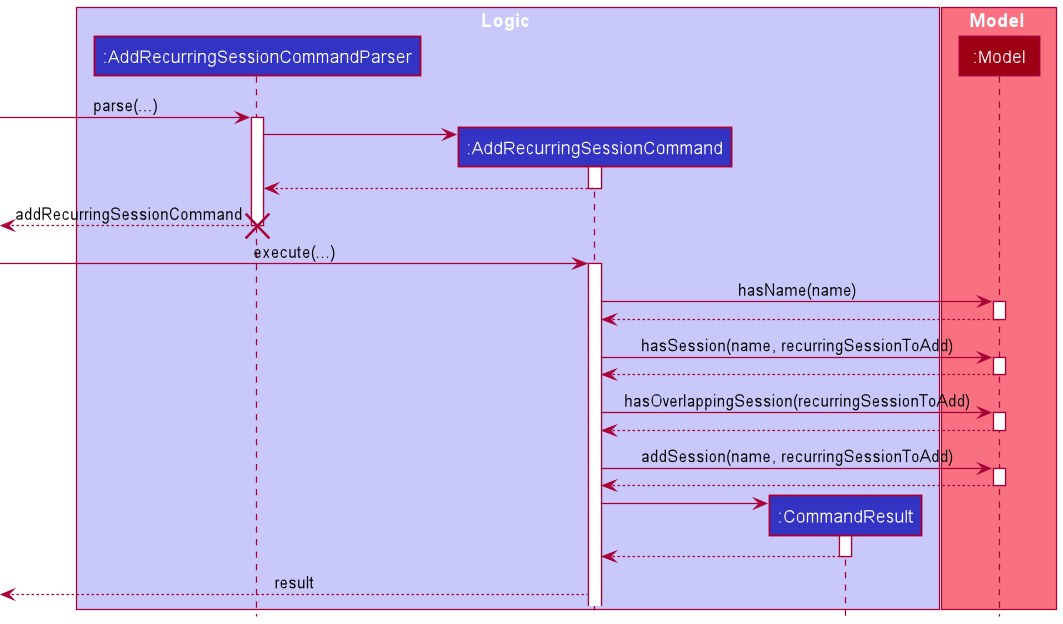 Logic
Model
:AddRecurringSessionCommandParser
:Model
parse(...)
:AddRecurringSessionCommand
addRecurringSessionCommand
execute(...)
hasName(name)
hasSession(name, recurringSessionToAdd)
hasOverlappingSession(recurringSessionToAdd)
addSession(name, recurringSessionToAdd)
:CommandResult
result